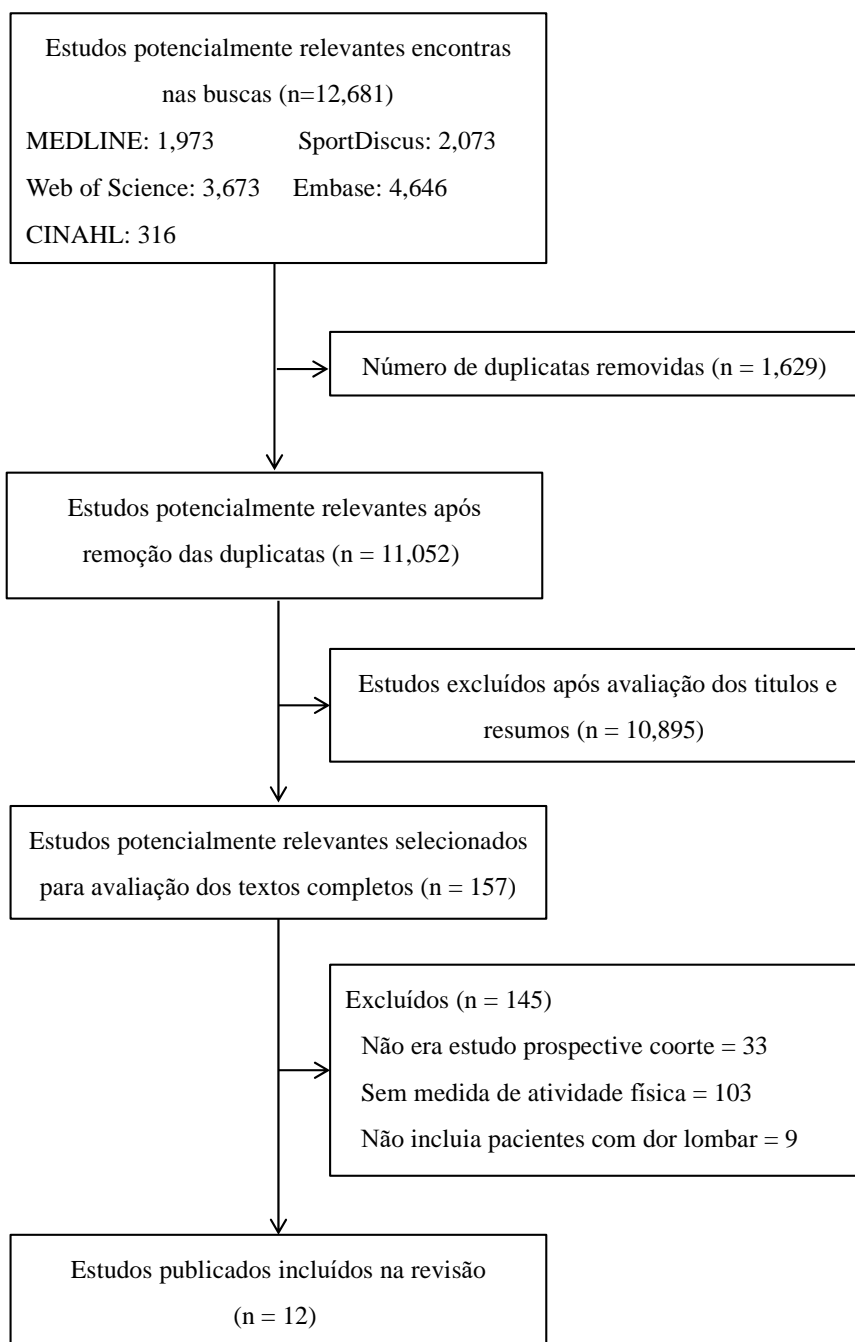 Estudos potencialmente relevantes encontras
nas buscas (n=12,681)
MEDLINE: 1,973 SportDiscus: 2,073
Web of Science: 3,673 Embase: 4,646
CINAHL: 316
Número de duplicatas removidas (n = 1,629)
Estudos potencialmente relevantes após
remoção das duplicatas (n = 11,052)
Estudos excluídos após avaliação dos titulos e
resumos (n = 10,895)
Estudos potencialmente relevantes selecionados
para avaliação dos textos completos (n = 157)
Excluídos (n = 145)
Não era estudo prospective coorte = 33
Sem medida de atividade física = 103
Não incluia pacientes com dor lombar = 9
Estudos publicados incluídos na revisão
(n = 12)